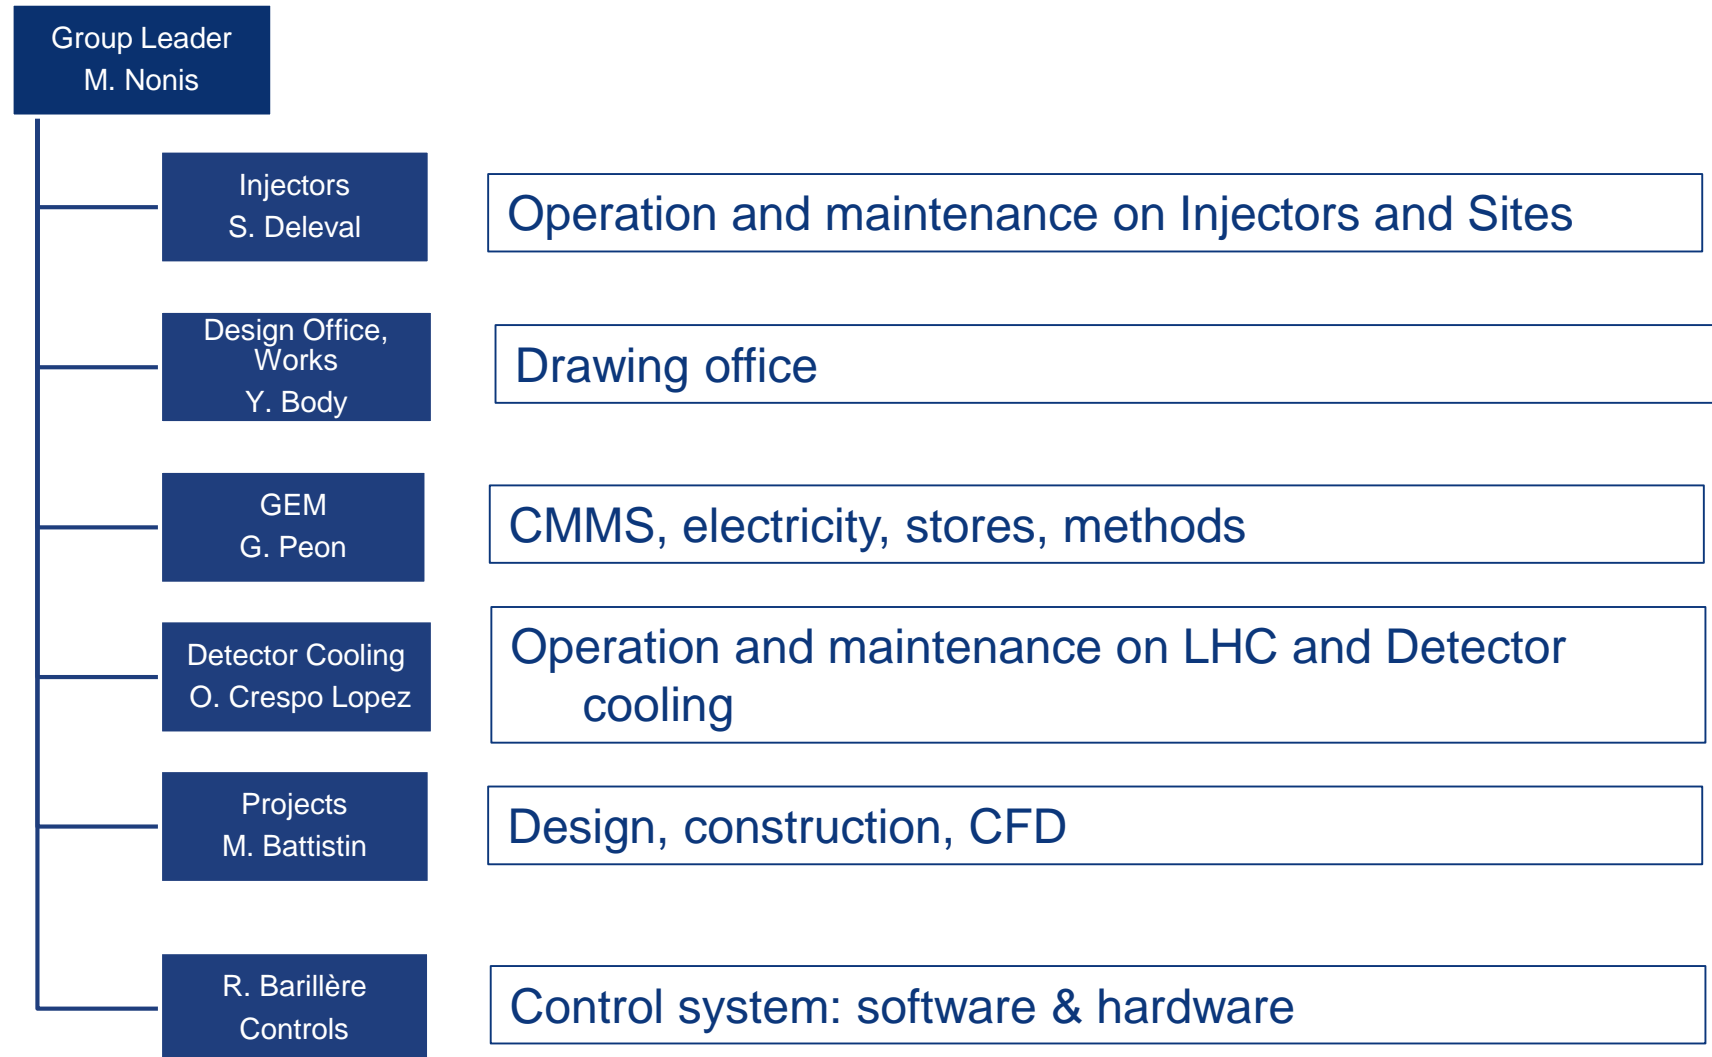 Group Leader
M. Nonis
Injectors
S. Deleval
Operation and maintenance on Injectors and Sites
Design Office,
Works
Y. Body
Drawing office
GEM
G. Peon
CMMS, electricity, stores, methods
Detector Cooling
O. Crespo Lopez
Operation and maintenance on LHC and Detector
cooling
Projects
M. Battistin
Design, construction, CFD
R. Barillère
Controls
Control system: software & hardware